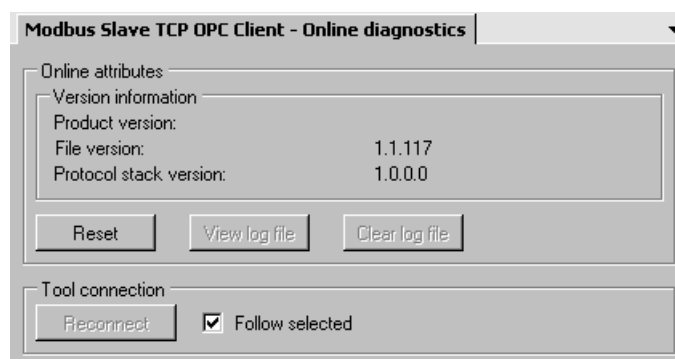 Modbus Slave TCP OPC Client - Online diagnostics
Online attributes
Version information
Product version:
File version: 1.1.117
Protocol stack version: 1.0.0.0
Reset View log file Clear log file
Tool connection
Reconnect Follow selected